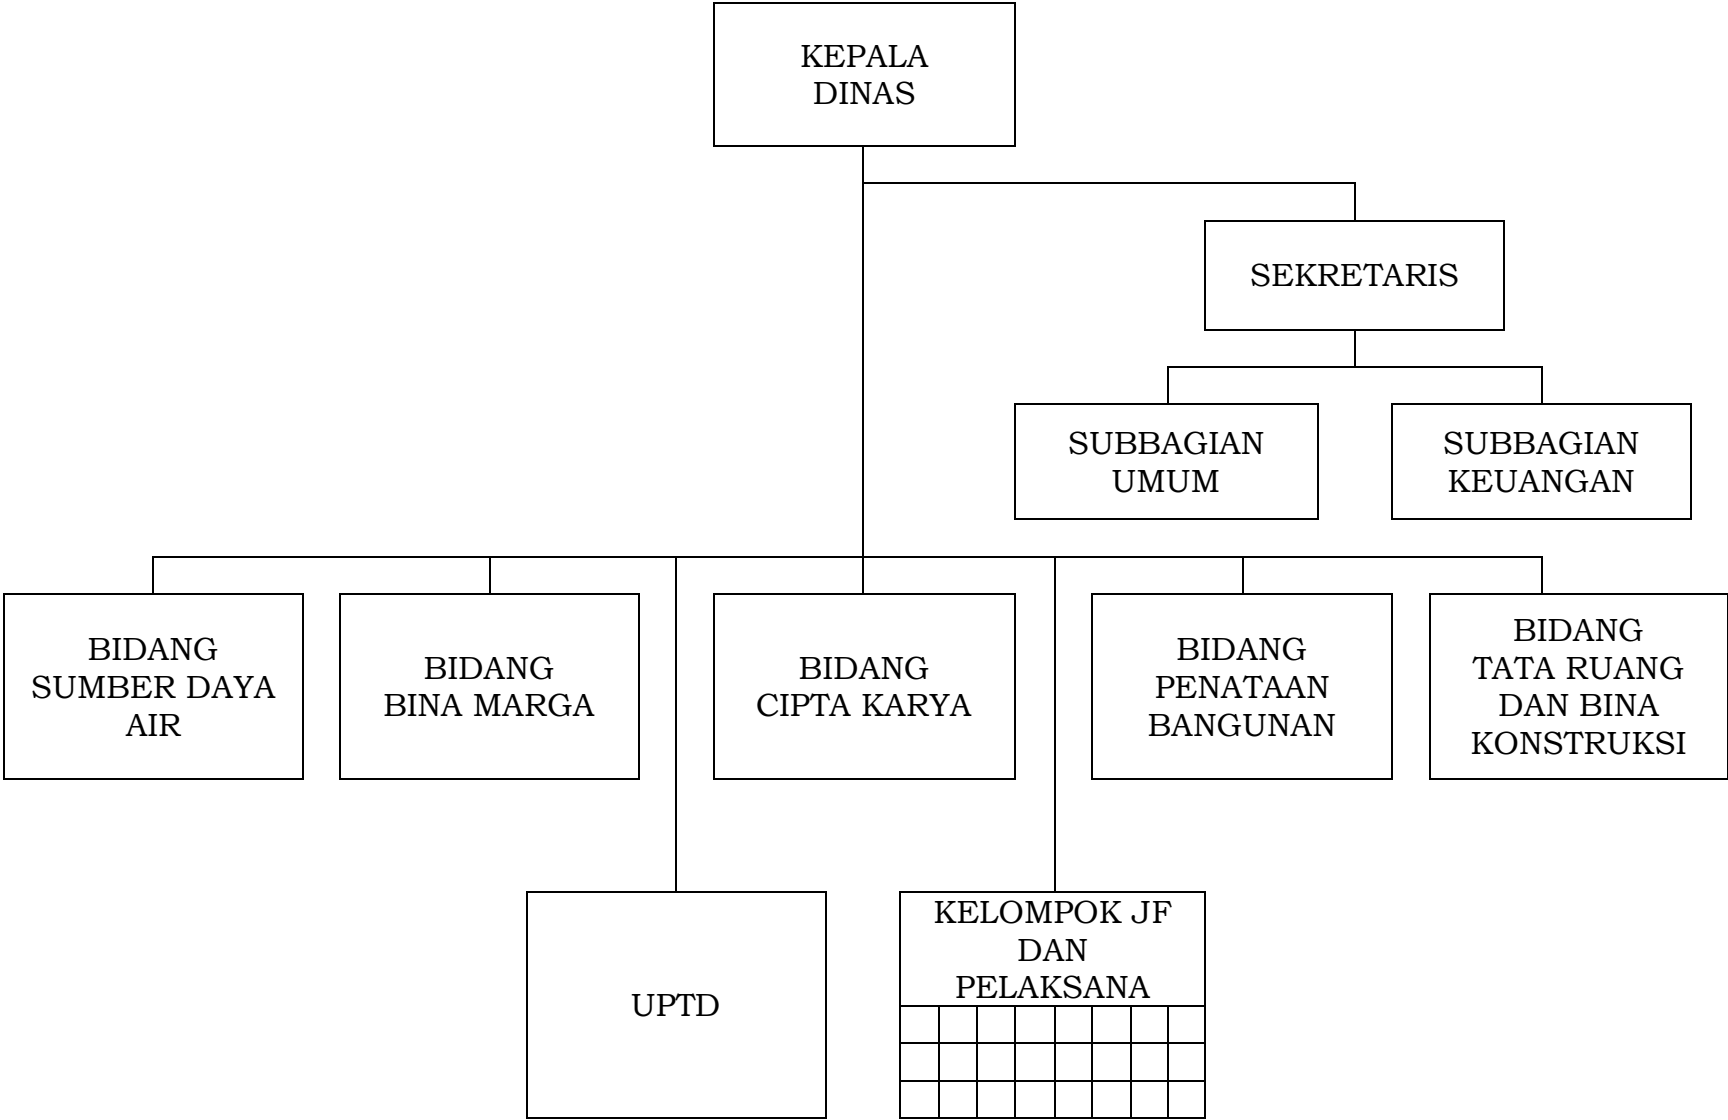 KEPALA
DINAS
SEKRETARIS
SUBBAGIAN
UMUM
SUBBAGIAN
KEUANGAN
BIDANG
SUMBER DAYA
AIR
BIDANG
BINA MARGA
BIDANG
CIPTA KARYA
BIDANG
PENATAAN
BANGUNAN
BIDANG
TATA RUANG
DAN BINA
KONSTRUKSI
UPTD
KELOMPOK JF
DAN
PELAKSANA